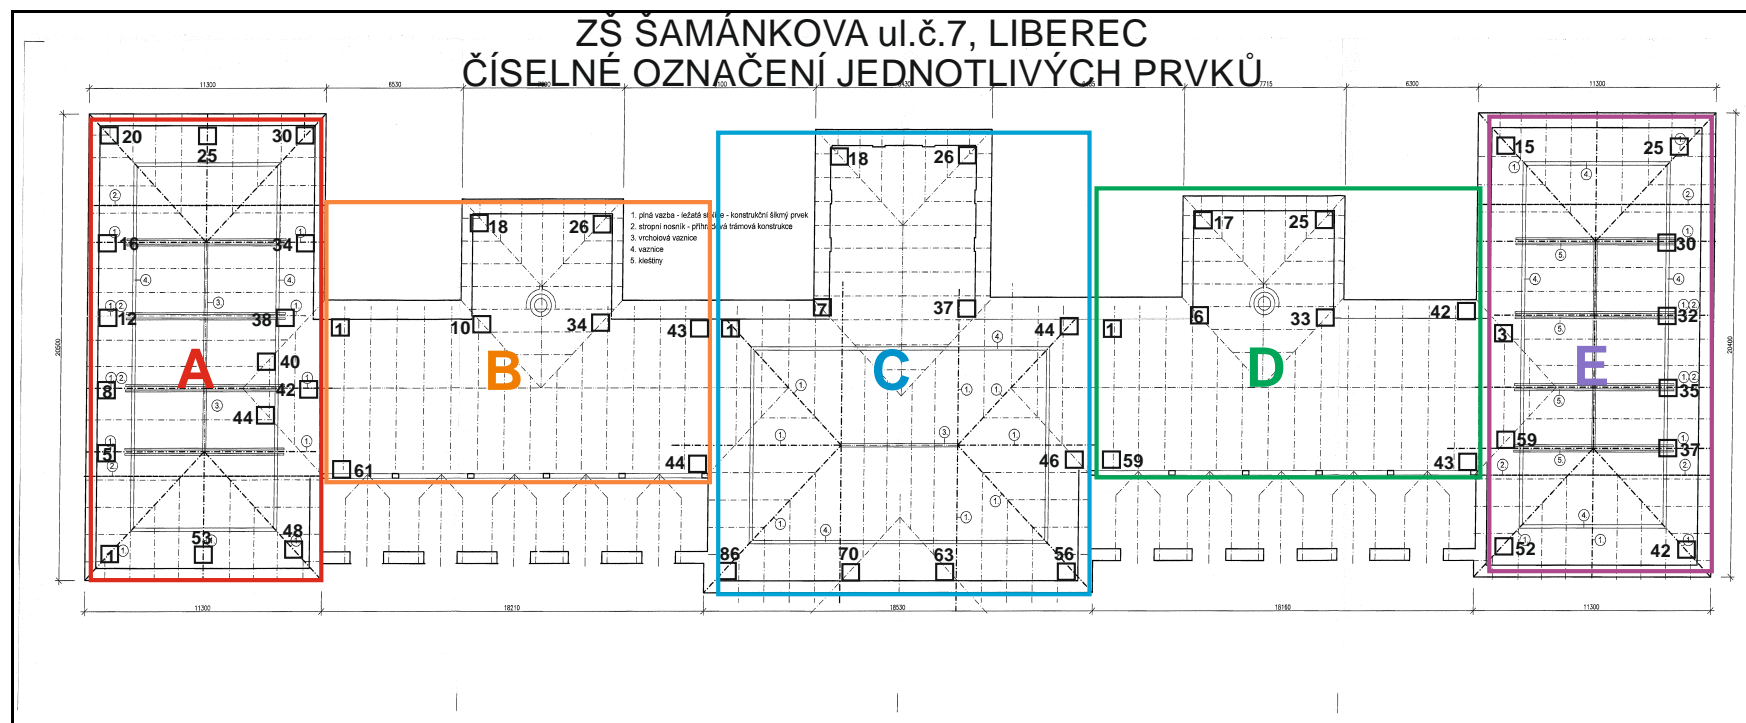 ZŠ ŠAMÁNKOVA ul.č.7, LIBEREC
ČÍSELNÉ OZNAČENÍ JEDNOTLIVÝCH PRVKŮ
11300 6530 7715 6300 11300
20 25 30
18 26
15 25
18 26
17 25
1. plná vazba - ležatá stolice - konstrukční šikmý prvek
2. stropní nosník - příhradová trámová konstrukce
3. vrcholová vaznice
4. vaznice
5. kleštiny
16 34
30
12 38
1 10 34 43
1 7 37 44
1 6 33 42
3 32
20500
20400
40
A B C D E
8 42
35
44
5
61 44
46
59 43
59 37
1 53 48
86 70 63 56
52 42
11300 18210 18530 18160 11300